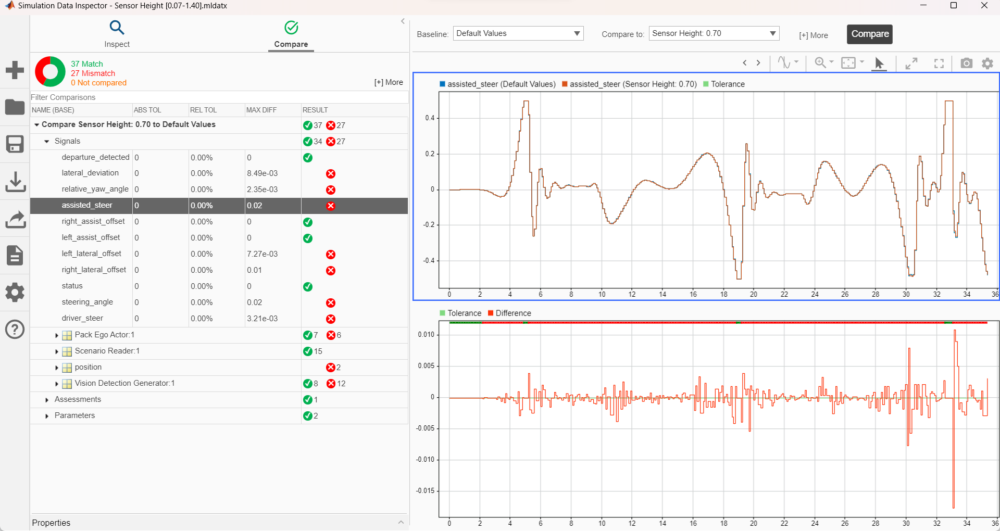 Simulation Data Inspector - Sensor Height [0.07-1.40].mldatx
Inspect
Compare
37 Match
27 Mismatch
0 Not compared
[+] More
Filter Comparisons
NAME (BASE) ABS TOL REL TOL MAX DIFF RESULT
Compare Sensor Height: 0.70 to Default Values 37 27
Signals 34 27
departure_detected 0 0.00% 0
lateral_deviation 0 0.00% 8.49e-03
relative_yaw_angle 0 0.00% 2.35e-03
assisted_steer 0 0.00% 0.02
right_assist_offset 0 0.00% 0
left_assist_offset 0 0.00% 0
left_lateral_offset 0 0.00% 7.27e-03
right_lateral_offset 0 0.00% 0.01
status 0 0.00% 0
steering_angle 0 0.00% 0.02
driver_steer 0 0.00% 3.21e-03
Pack Ego Actor:1 7 6
Scenario Reader:1 15
position 2
Vision Detection Generator:1 8 12
Assessments 1
Parameters 2
Properties
Baseline: Default Values Compare to: Sensor Height: 0.70 [+] More Compare
assisted_steer (Default Values) assisted_steer (Sensor Height: 0.70) Tolerance
0.4
0.2
0
-0.2
-0.4
0 2 4 6 8 10 12 14 16 18 20 22 24 26 28 30 32 34 36
Tolerance Difference
0.010
0.005
0
-0.005
-0.010
-0.015
0 2 4 6 8 10 12 14 16 18 20 22 24 26 28 30 32 34 36